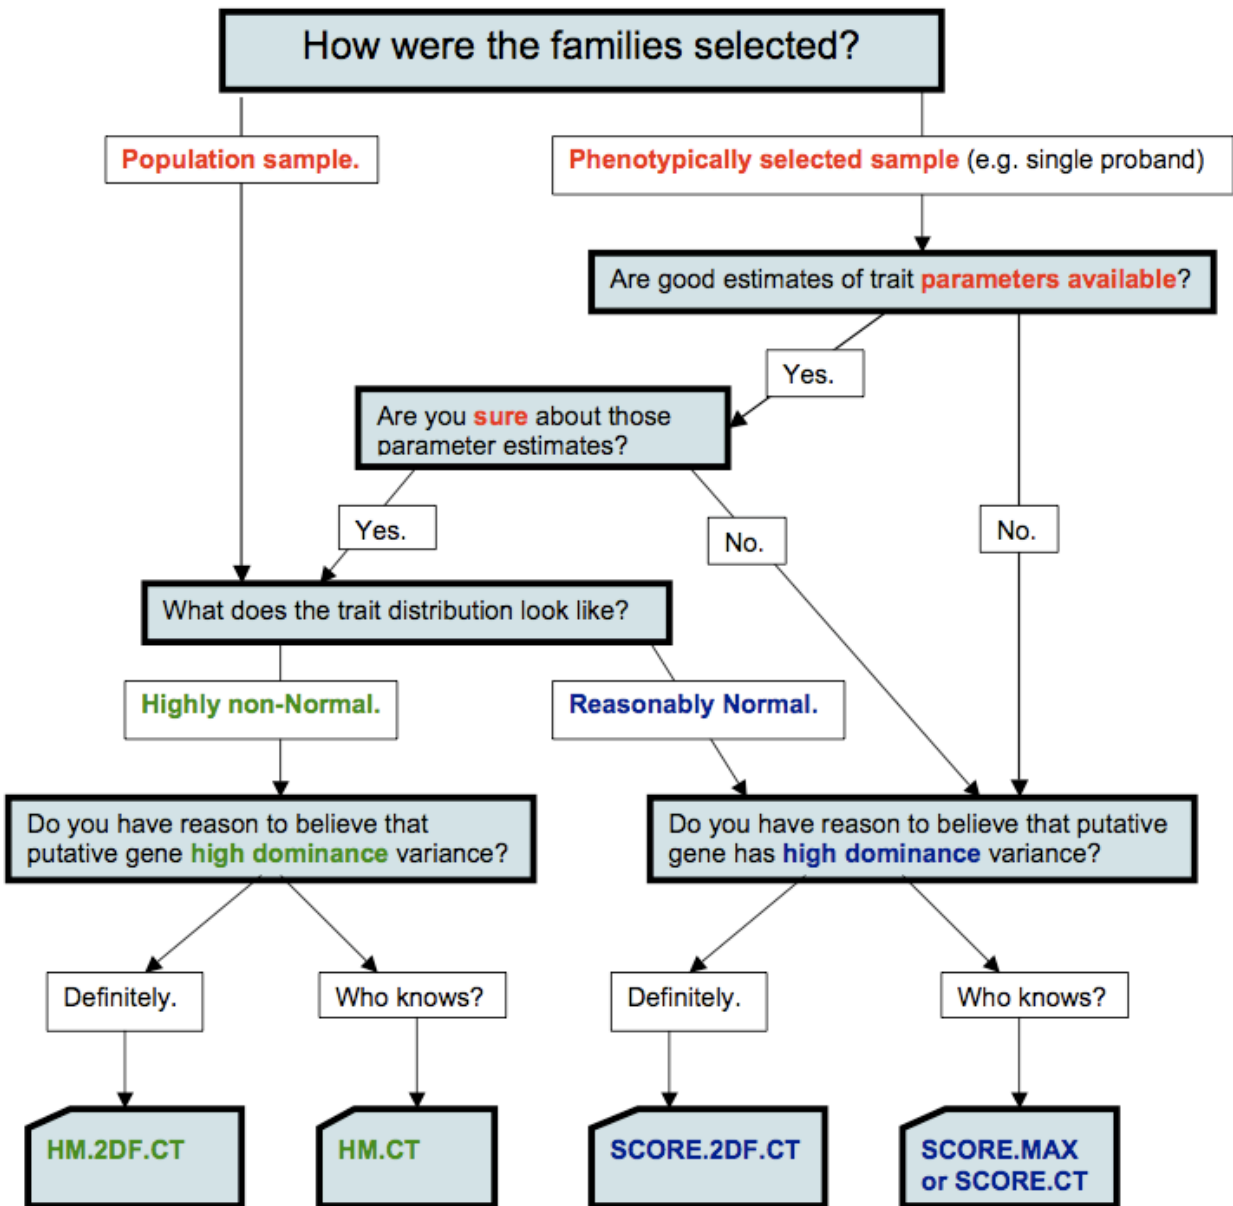 How were the families selected?
Population sample.
Phenotypically selected sample (e.g. single proband)
Are good estimates of trait parameters available?
Yes.
Are you sure about those
parameter estimates?
Yes.
No.
No.
What does the trait distribution look like?
Highly non-Normal.
Reasonably Normal.
Do you have reason to believe that
putative gene high dominance variance?
Do you have reason to believe that putative
gene has high dominance variance?
Definitely.
Who knows?
Definitely.
Who knows?
HM.2DF.CT
HM.CT
SCORE.2DF.CT
SCORE.MAX
or SCORE.CT